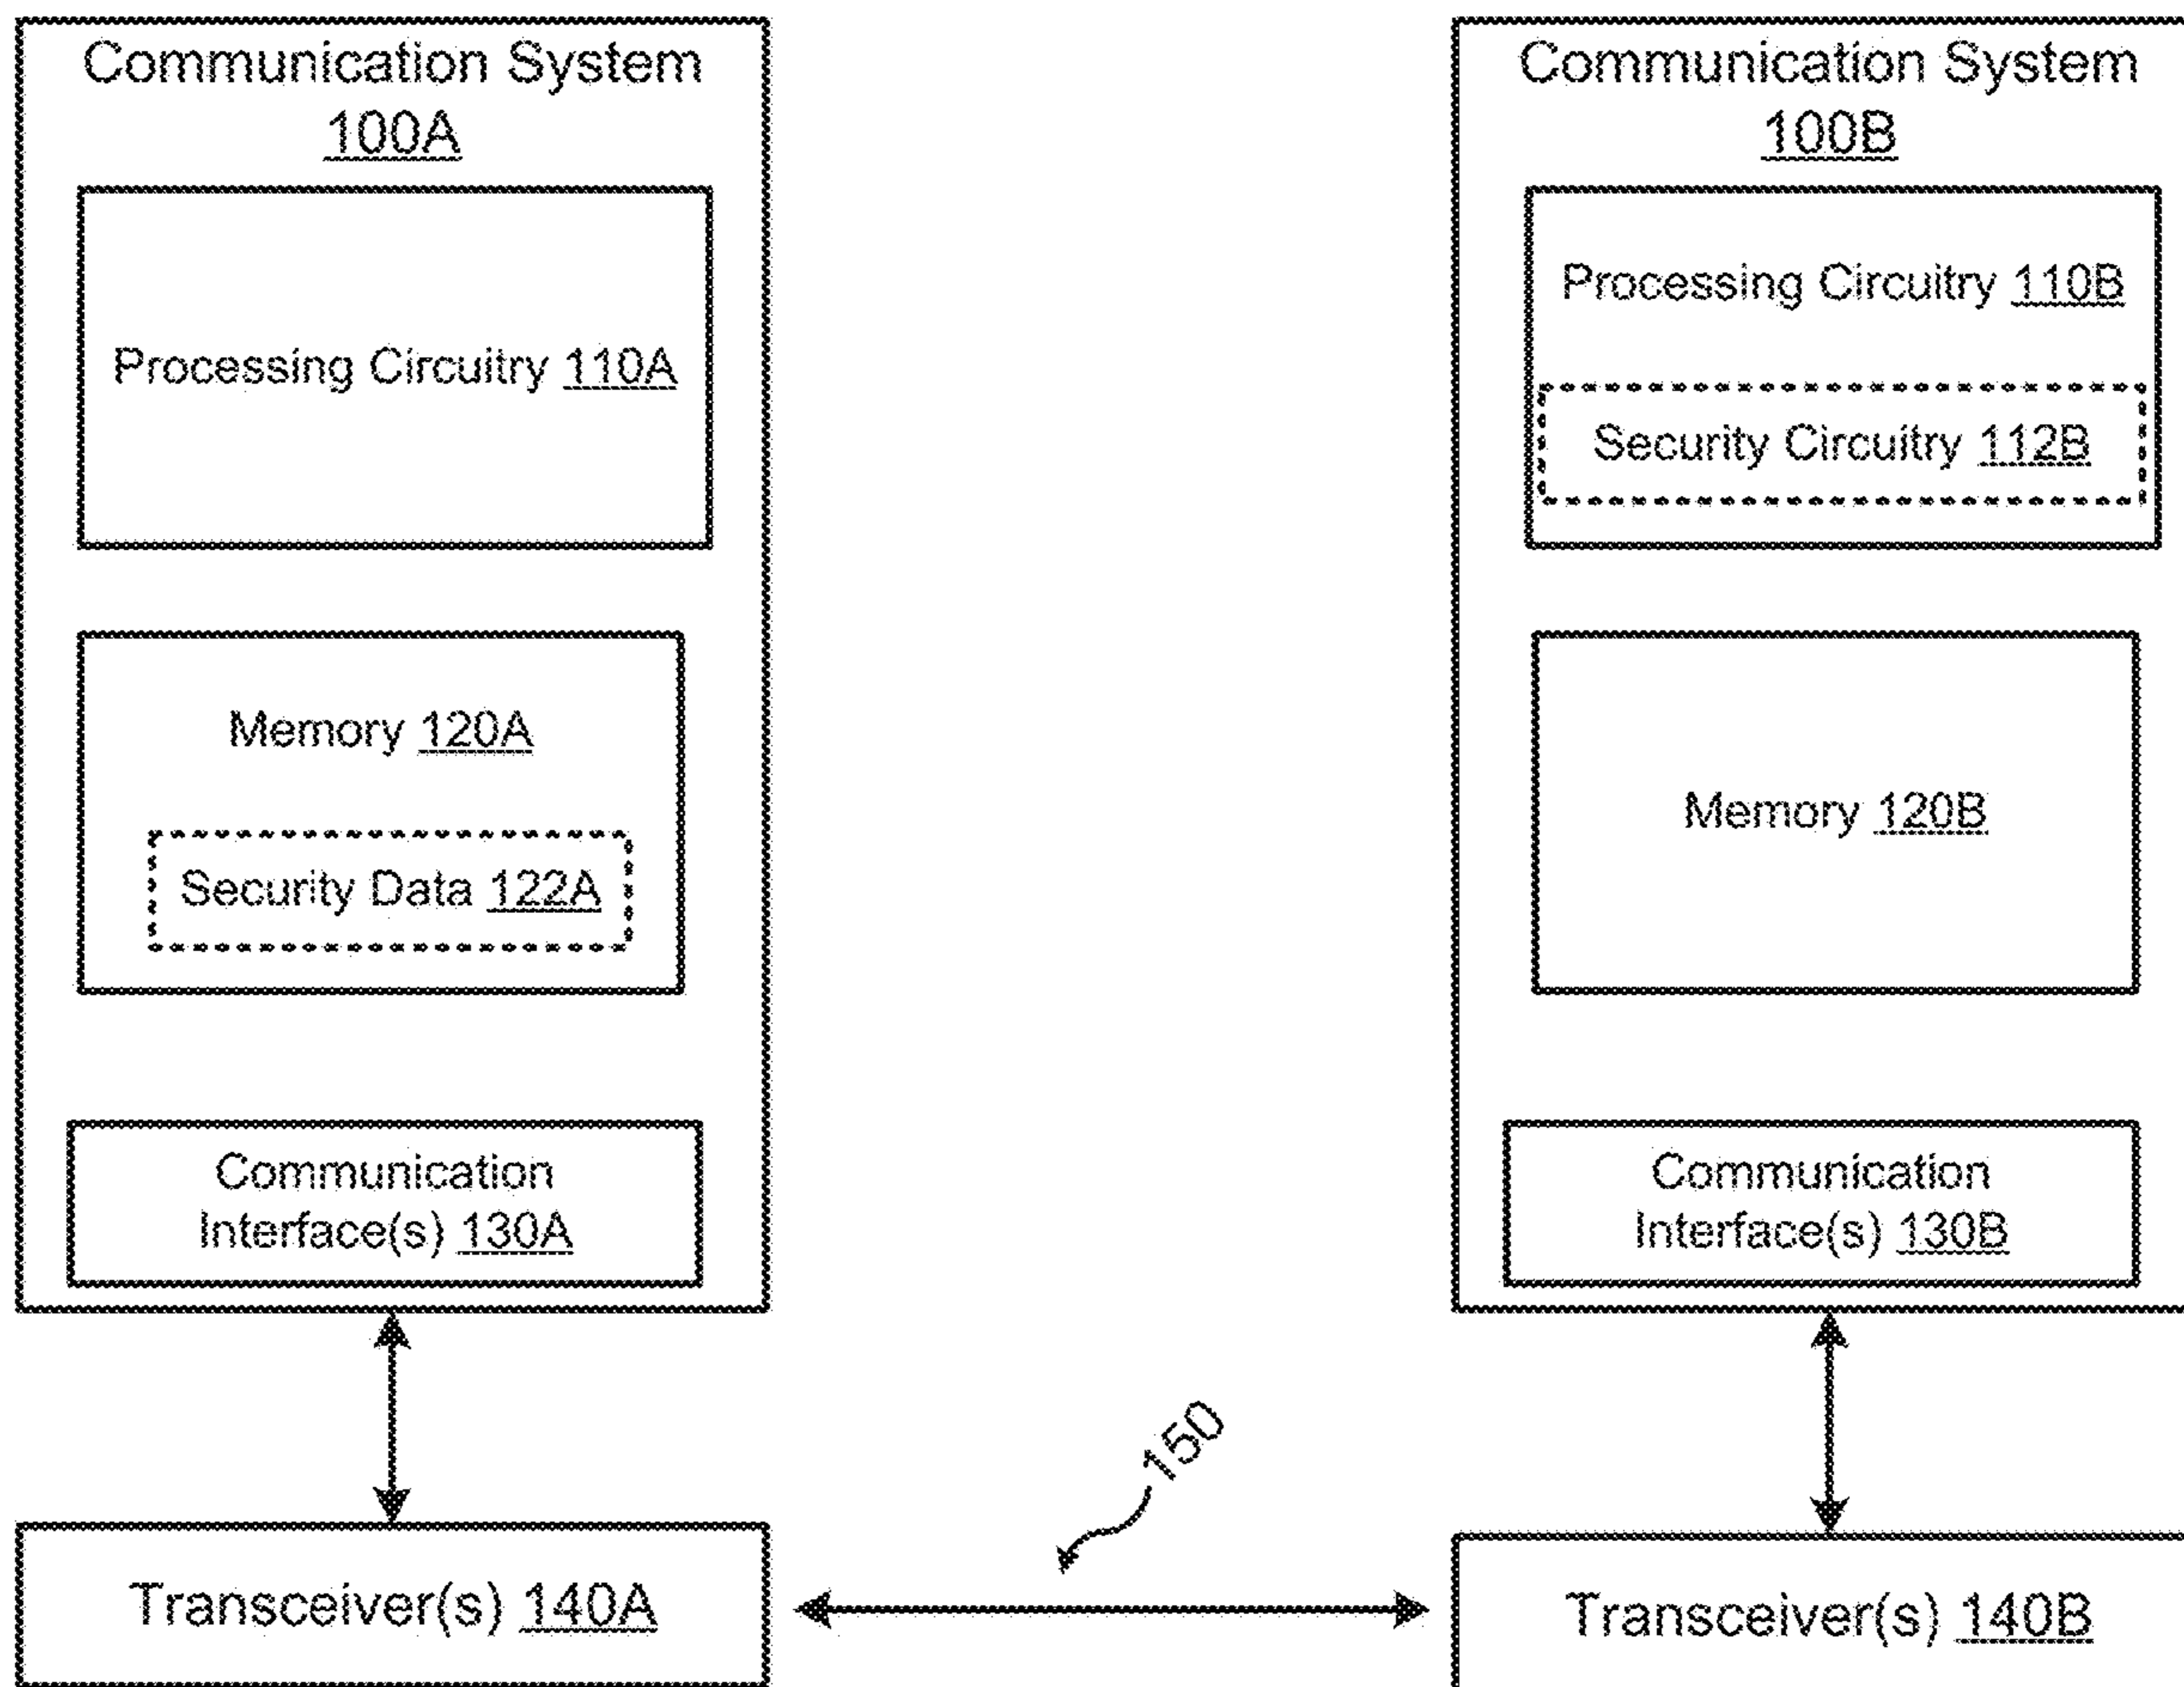 Communication System
100A
Processing Circuitry 110A
Memory 120A
Security Data 122A
Communication
Interface(s) 130A
Transceiver(s) 140A
150
Communication System
100B
Processing Circuitry 110B
Security Circuitry 112B
Memory 120B
Communication
Interface(s) 130B
Transceiver(s) 140B